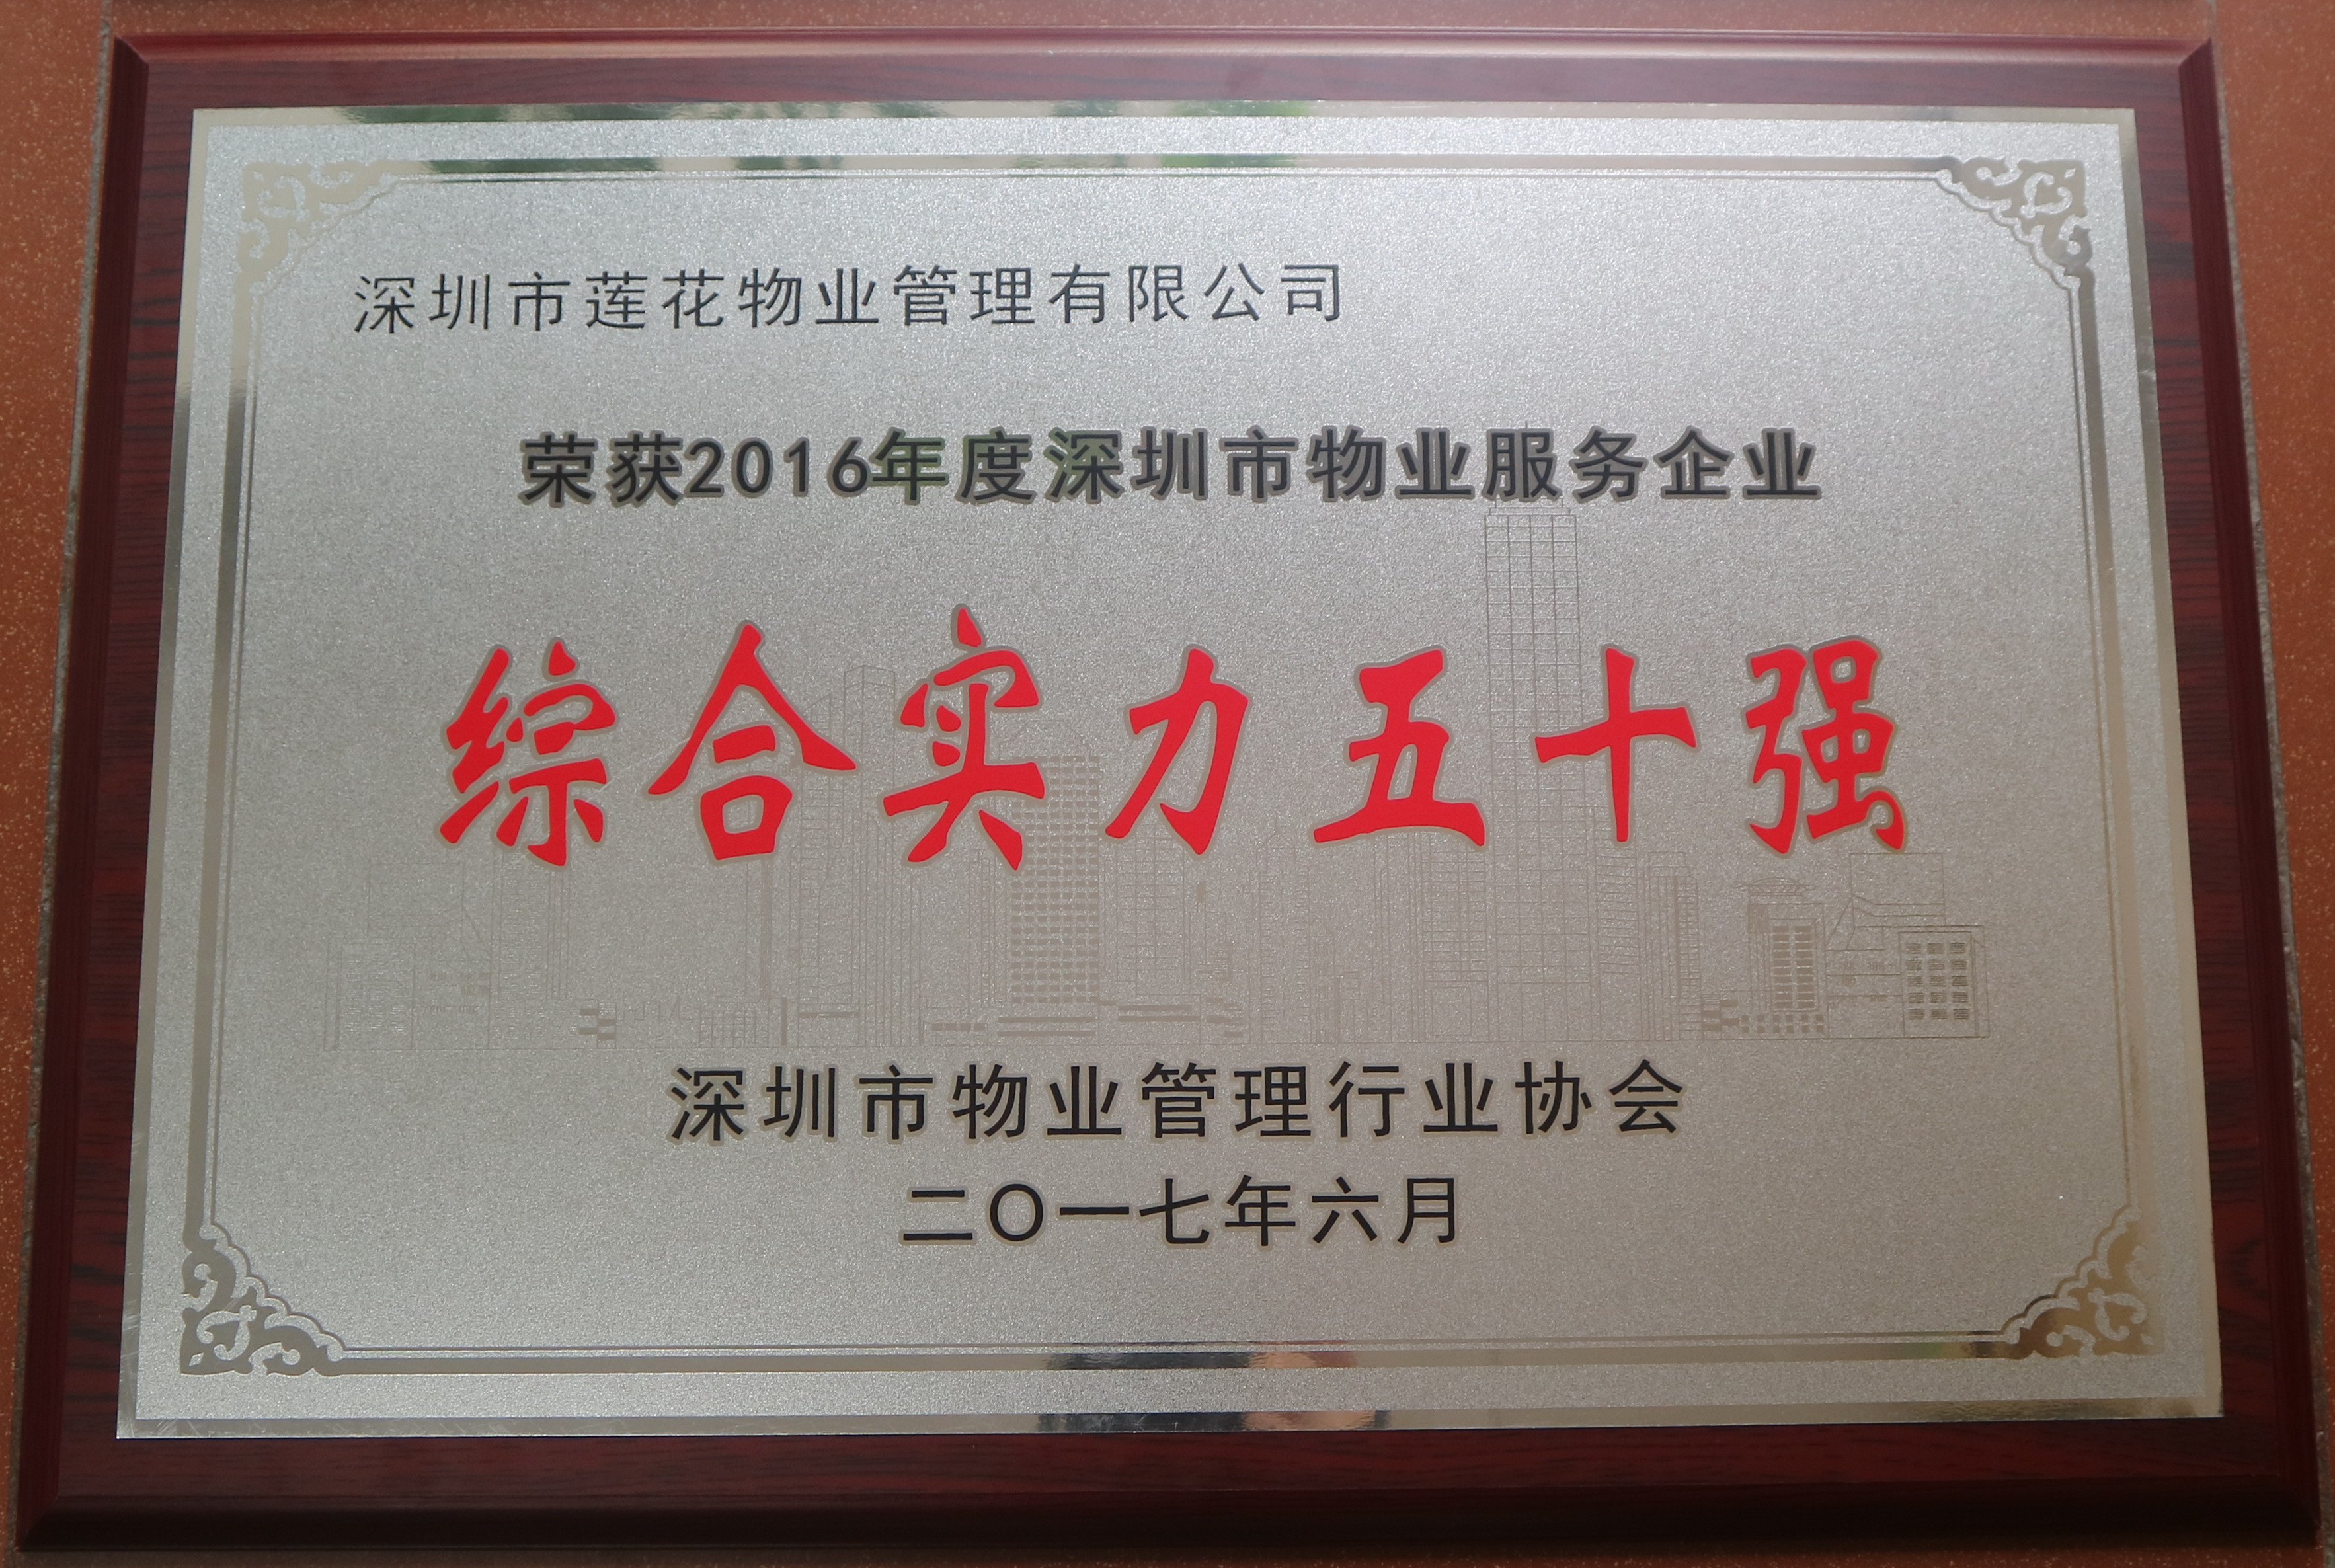 深圳市莲花物业管理有限公司
荣获2016年度深圳市物业服务企业
综合实力五十强
深圳市物业管理行业协会
二〇一七年六月